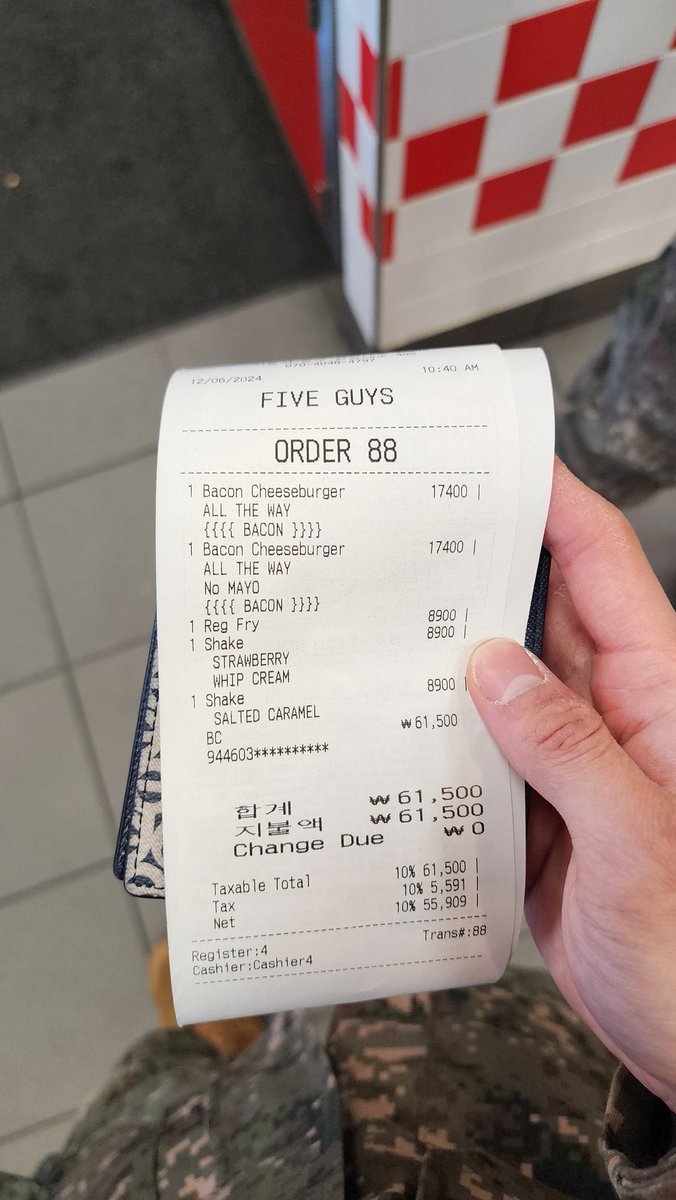 12/06/2024 10:40 AM
FIVE GUYS
ORDER 88
1 Bacon Cheeseburger 17400 |
ALL THE WAY
{{{{ BACON }}}}
1 Bacon Cheeseburger 17400 |
ALL THE WAY
No MAYO
{{{{ BACON }}}}
1 Reg Fry 8900 |
1 Shake 8900 |
STRAWBERRY
WHIP CREAM
1 Shake 8900 |
SALTED CARAMEL
BC ₩61,500
944603**********
합계 ₩61,500
지불액 ₩61,500
Change Due ₩0
Taxable Total 10% 61,500 |
Tax 10% 5,591 |
Net 10% 55,909 |
Register:4 Trans#:88
Cashier:Cashier4